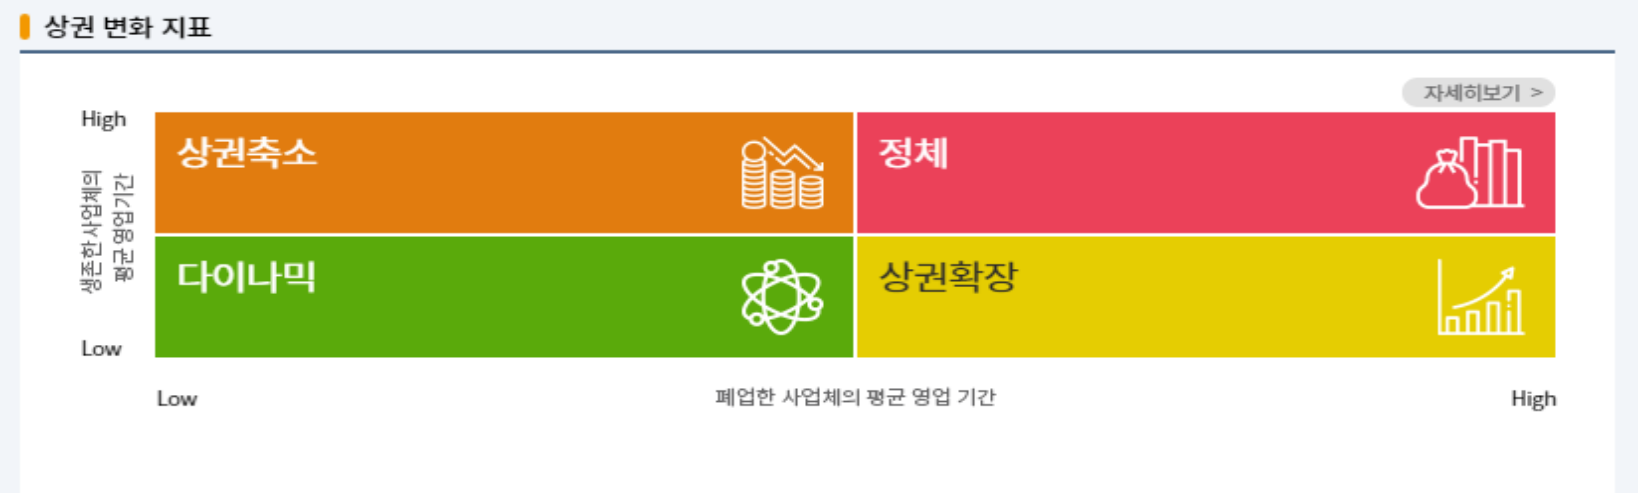 상권 변화 지표
자세히보기 >
High
상권축소
정체
생존한 사업체의
평균 영업기간
다이나믹
상권확장
Low
Low
폐업한 사업체의 평균 영업 기간
High